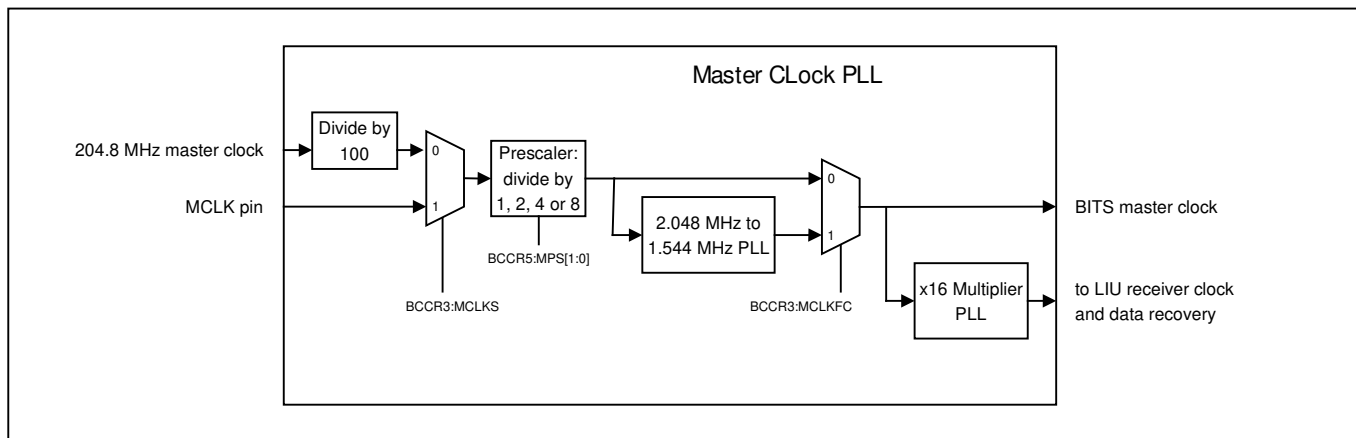 Master CLock PLL
204.8 MHz master clock
Divide by
100
0
MCLK pin
1
Prescaler:
divide by
1, 2, 4 or 8
BCCR5:MPS[1:0]
BCCR3:MCLKS
2.048 MHz to
1.544 MHz PLL
0
1
BCCR3:MCLKFC
BITS master clock
x16 Multiplier
PLL
to LIU receiver clock
and data recovery